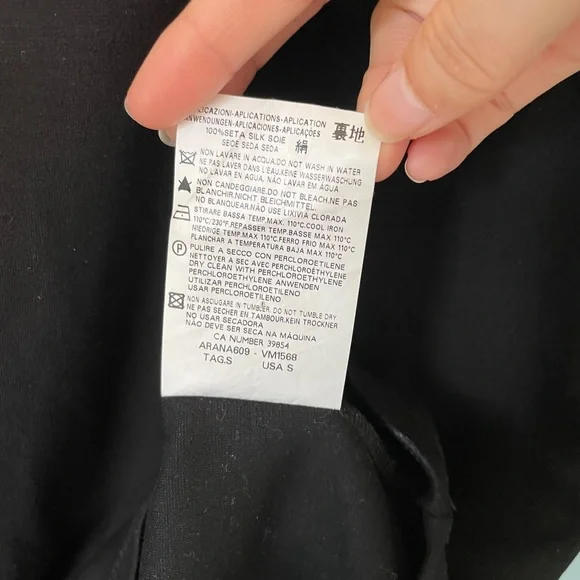 APPLICAZIONI-APLICATIONS-APLICATION
ANWENDUNGEN-APLICACIONES-APLICAÇÕES
100%SETA SILK SOIE
SEDE SEDA SEDA
裏地
絹
NON LAVARE IN ACQUA.DO NOT WASH IN WATER
NE PAS LAVER DANS L'EAU.KEINE WASSERWASCHUNG
NO LAVAR EN AGUA, NÃO LAVAR EM ÁGUA
NON CANDEGGIARE.DO NOT BLEACH.NE PAS
BLANCHIR.NICHT BLEICHMITTEL.
NO BLANQUEAR.NÃO USE LIXIVIA CLORADA
STIRARE BASSA TEMP.MAX. 110°C.COOL IRON
110°C/230°F.REPASSER TEMP.BASSE MAX 110°C
NIEDRIGE TEMP.MAX 110°C.FERRO FRIO MAX 110°C
PLANCHAR A TEMPERATURA BAJA MAX 110°C
P
PULIRE A SECCO CON PERCLOROETILENE
NETTOYER A SEC AVEC PERCHLOROÉTHYLENE
DRY CLEAN WITH PERCHLOROETHYLENE
PERCHLOROETHYLENE ANWENDEN
UTILIZAR PERCLOROETILENO
USAR PERCLOROETILENO
NON ASCIUGARE IN TUMBLER. DO NOT TUMBLE DRY
NE PAS SECHER EN TAMBOUR.KEIN TROCKNER
NO USAR SECADORA
NÃO DEVE SER SECA NA MÁQUINA
CA NUMBER 39854
ARANA609 - VM1568
TAG.S USA S